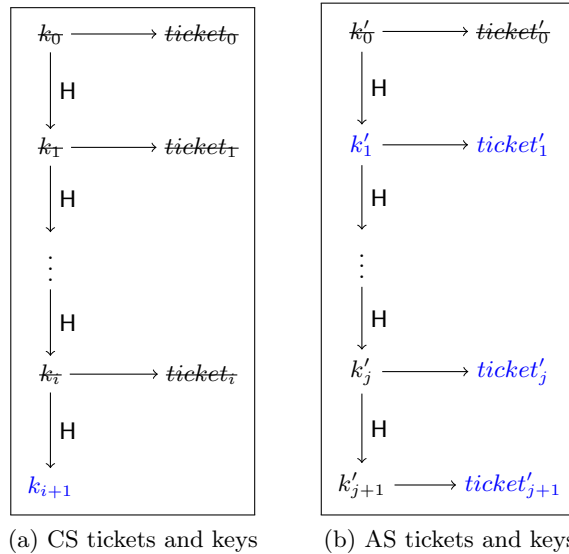 k₀ ticket₀ k′₀ ticket′₀
H H
k₁ ticket₁ k′₁ ticket′₁
H H
⋮ ⋮
H H
kᵢ ticketᵢ k′ⱼ ticket′ⱼ
H H
kᵢ₊₁ k′ⱼ₊₁ ticket′ⱼ₊₁
(a) CS tickets and keys (b) AS tickets and keys